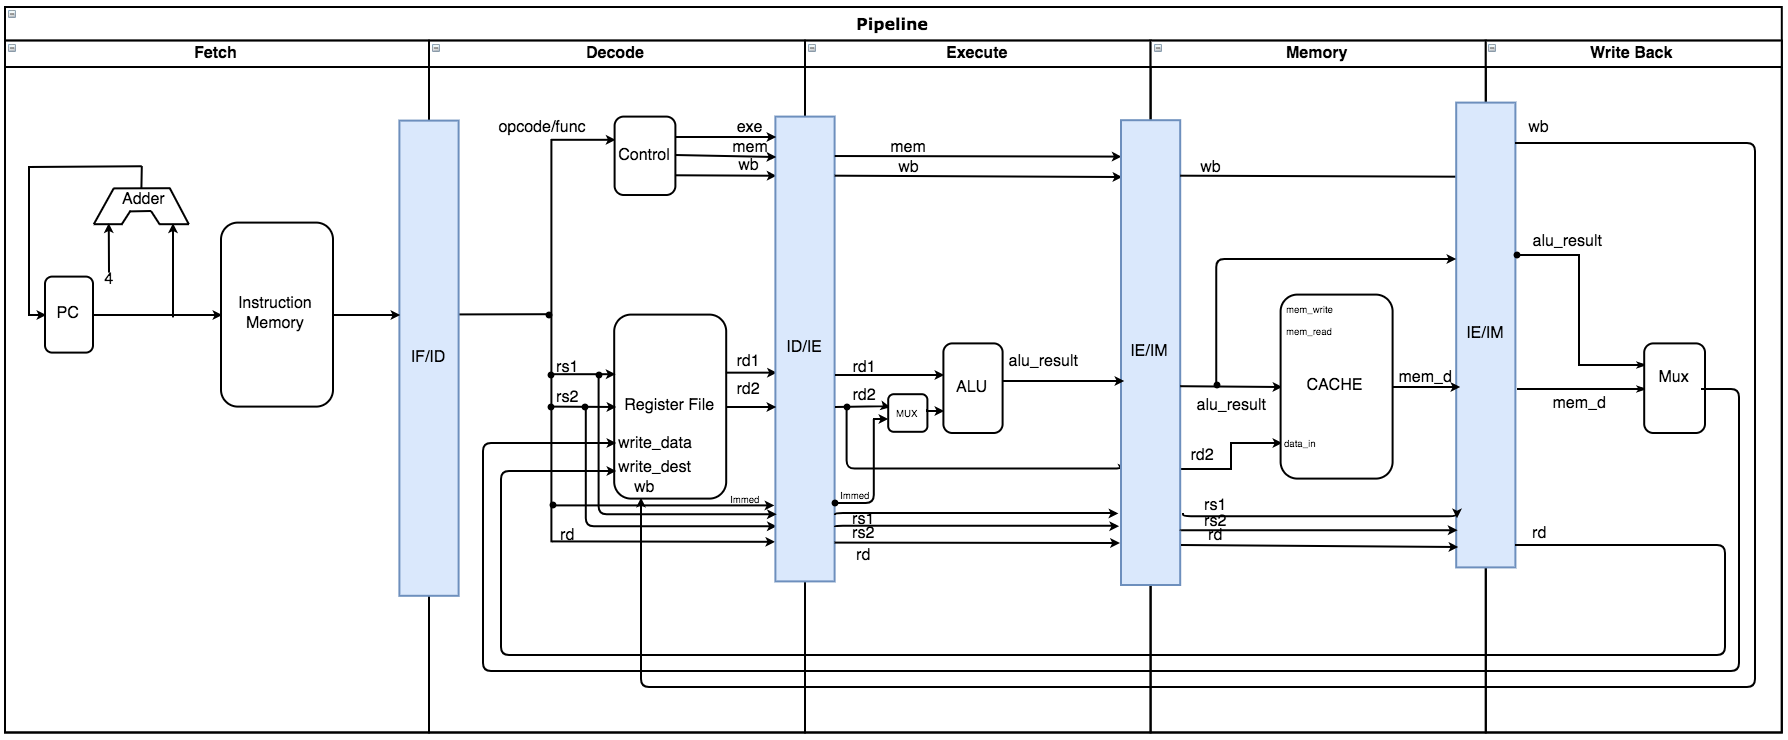 Pipeline
Fetch
Decode
Execute
Memory
Write Back
Adder
4
PC
Instruction
Memory
IF/ID
opcode/func
Control
exe
mem
wb
rs1
rs2
Register File
write_data
write_dest
wb
rd1
rd2
Immed
rd
ID/IE
mem
wb
rd1
rd2
MUX
ALU
alu_result
Immed
rs1
rs2
rd
IE/IM
wb
mem_write
mem_read
CACHE
data_in
alu_result
mem_d
rd2
rs1
rs2
rd
IE/IM
wb
alu_result
mem_d
Mux
rd